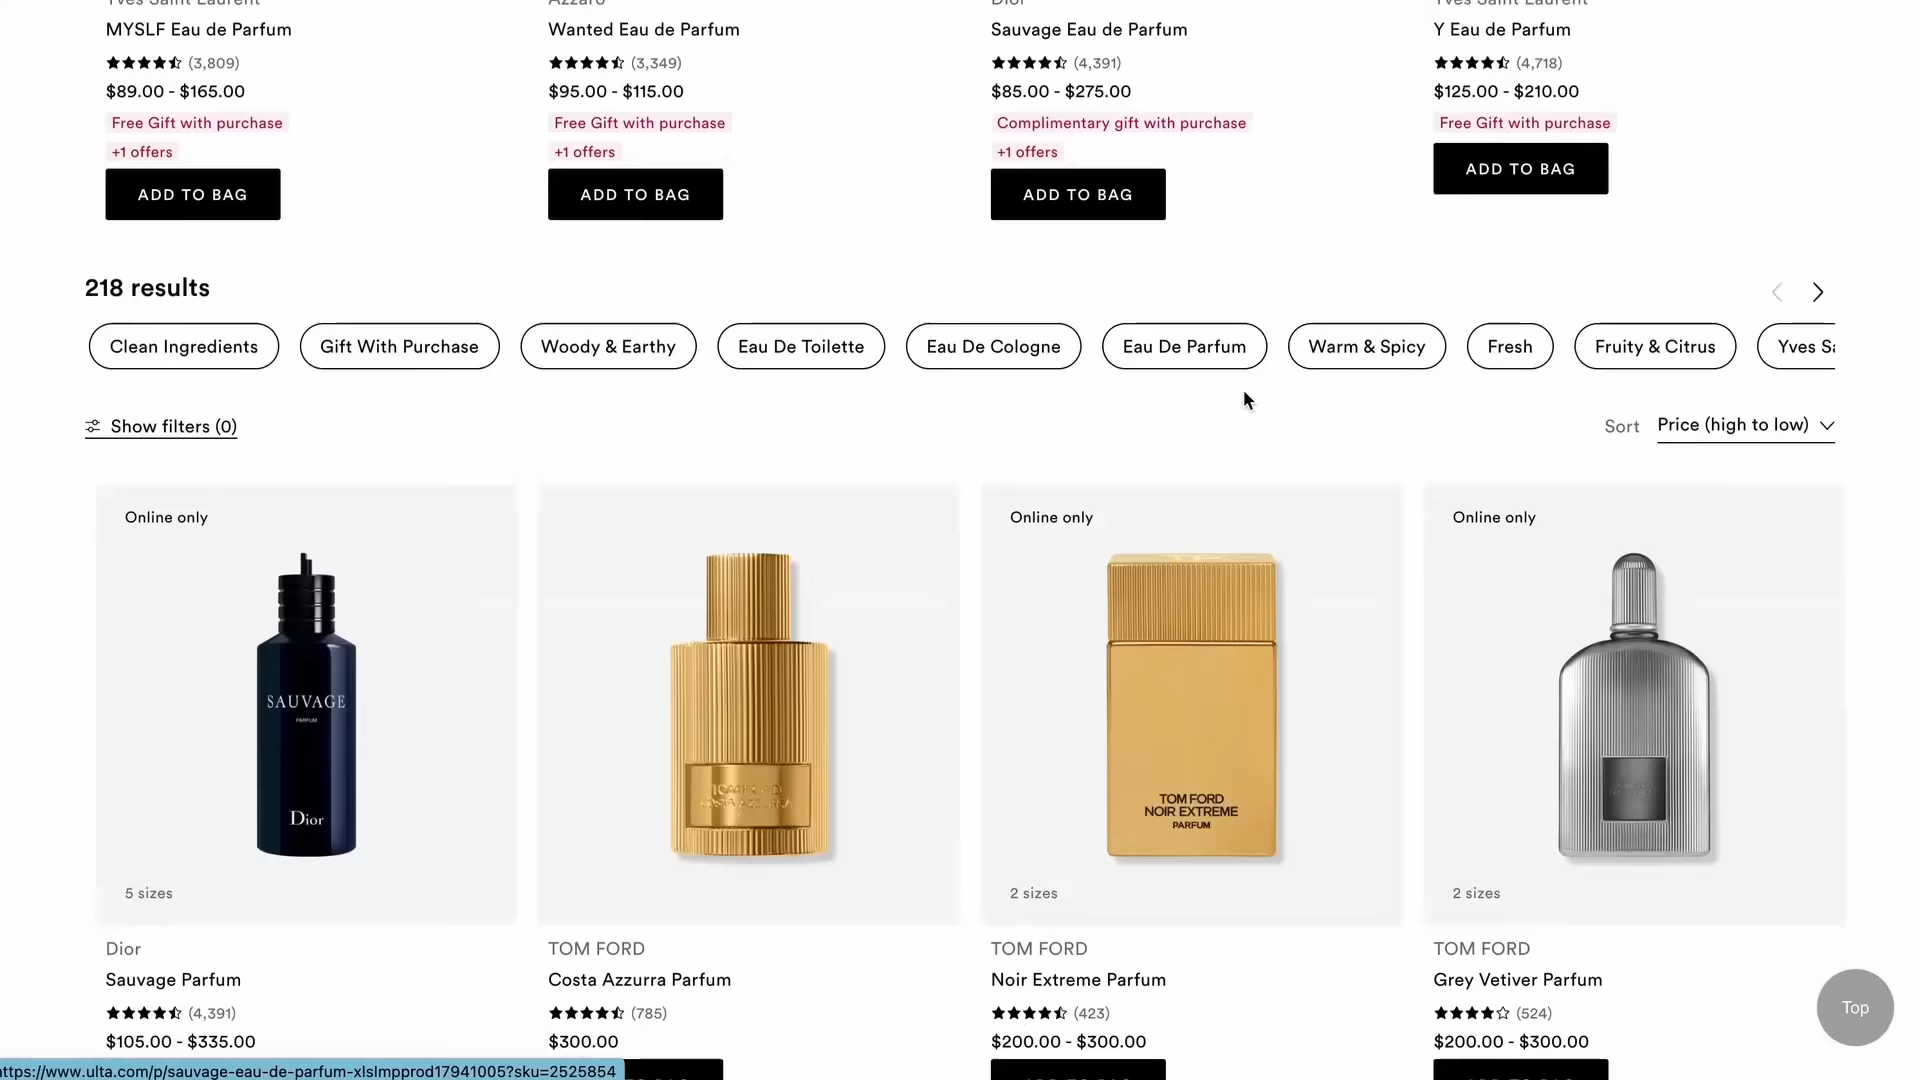 Yves Saint Laurent
Azzaro
Dior
Yves Saint Laurent
MYSLF Eau de Parfum
Wanted Eau de Parfum
Sauvage Eau de Parfum
Y Eau de Parfum
(3,809)
(3,349)
(4,391)
(4,718)
$89.00 - $165.00
$95.00 - $115.00
$85.00 - $275.00
$125.00 - $210.00
Free Gift with purchase
Free Gift with purchase
Complimentary gift with purchase
Free Gift with purchase
+1 offers
+1 offers
+1 offers
ADD TO BAG
ADD TO BAG
ADD TO BAG
ADD TO BAG
218 results
Clean Ingredients
Gift With Purchase
Woody & Earthy
Eau De Toilette
Eau De Cologne
Eau De Parfum
Warm & Spicy
Fresh
Fruity & Citrus
Yves Sa
Show filters (0)
Sort
Price (high to low)
Online only
Online only
Online only
SAUVAGE
PARFUM
Dior
TOM FORD
COSTA AZZURRA
TOM FORD
NOIR EXTREME
PARFUM
5 sizes
2 sizes
2 sizes
Dior
TOM FORD
TOM FORD
TOM FORD
Sauvage Parfum
Costa Azzurra Parfum
Noir Extreme Parfum
Grey Vetiver Parfum
(4,391)
(785)
(423)
(524)
$105.00 - $335.00
$300.00
$200.00 - $300.00
$200.00 - $300.00
Top
https://www.ulta.com/p/sauvage-eau-de-parfum-xlsImpprod17941005?sku=2525854